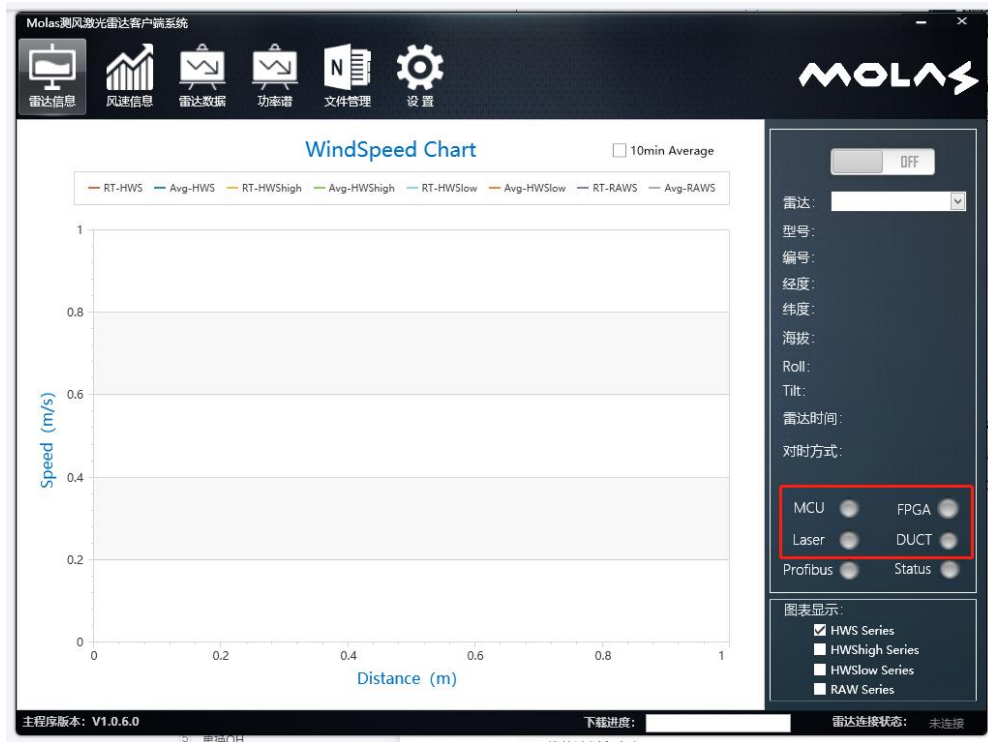 Molas测风激光雷达客户端系统
雷达信息 风速信息 雷达数据 功率谱 文件管理 设置
MOLAS
WindSpeed Chart
10min Average
RT-HWS Avg-HWS RT-HWShigh Avg-HWShigh RT-HWSlow Avg-HWSlow RT-RAWS Avg-RAWS
1
0.8
0.6
0.4
0.2
0
Speed (m/s)
0 0.2 0.4 0.6 0.8 1
Distance (m)
OFF
雷达:
型号:
编号:
经度:
纬度:
海拔:
Roll:
Tilt:
雷达时间:
对时方式:
MCU FPGA
Laser DUCT
Profibus Status
图表显示:
HWS Series
HWShigh Series
HWSlow Series
RAW Series
主程序版本: V1.0.6.0 下载进度: 雷达连接状态: 未连接